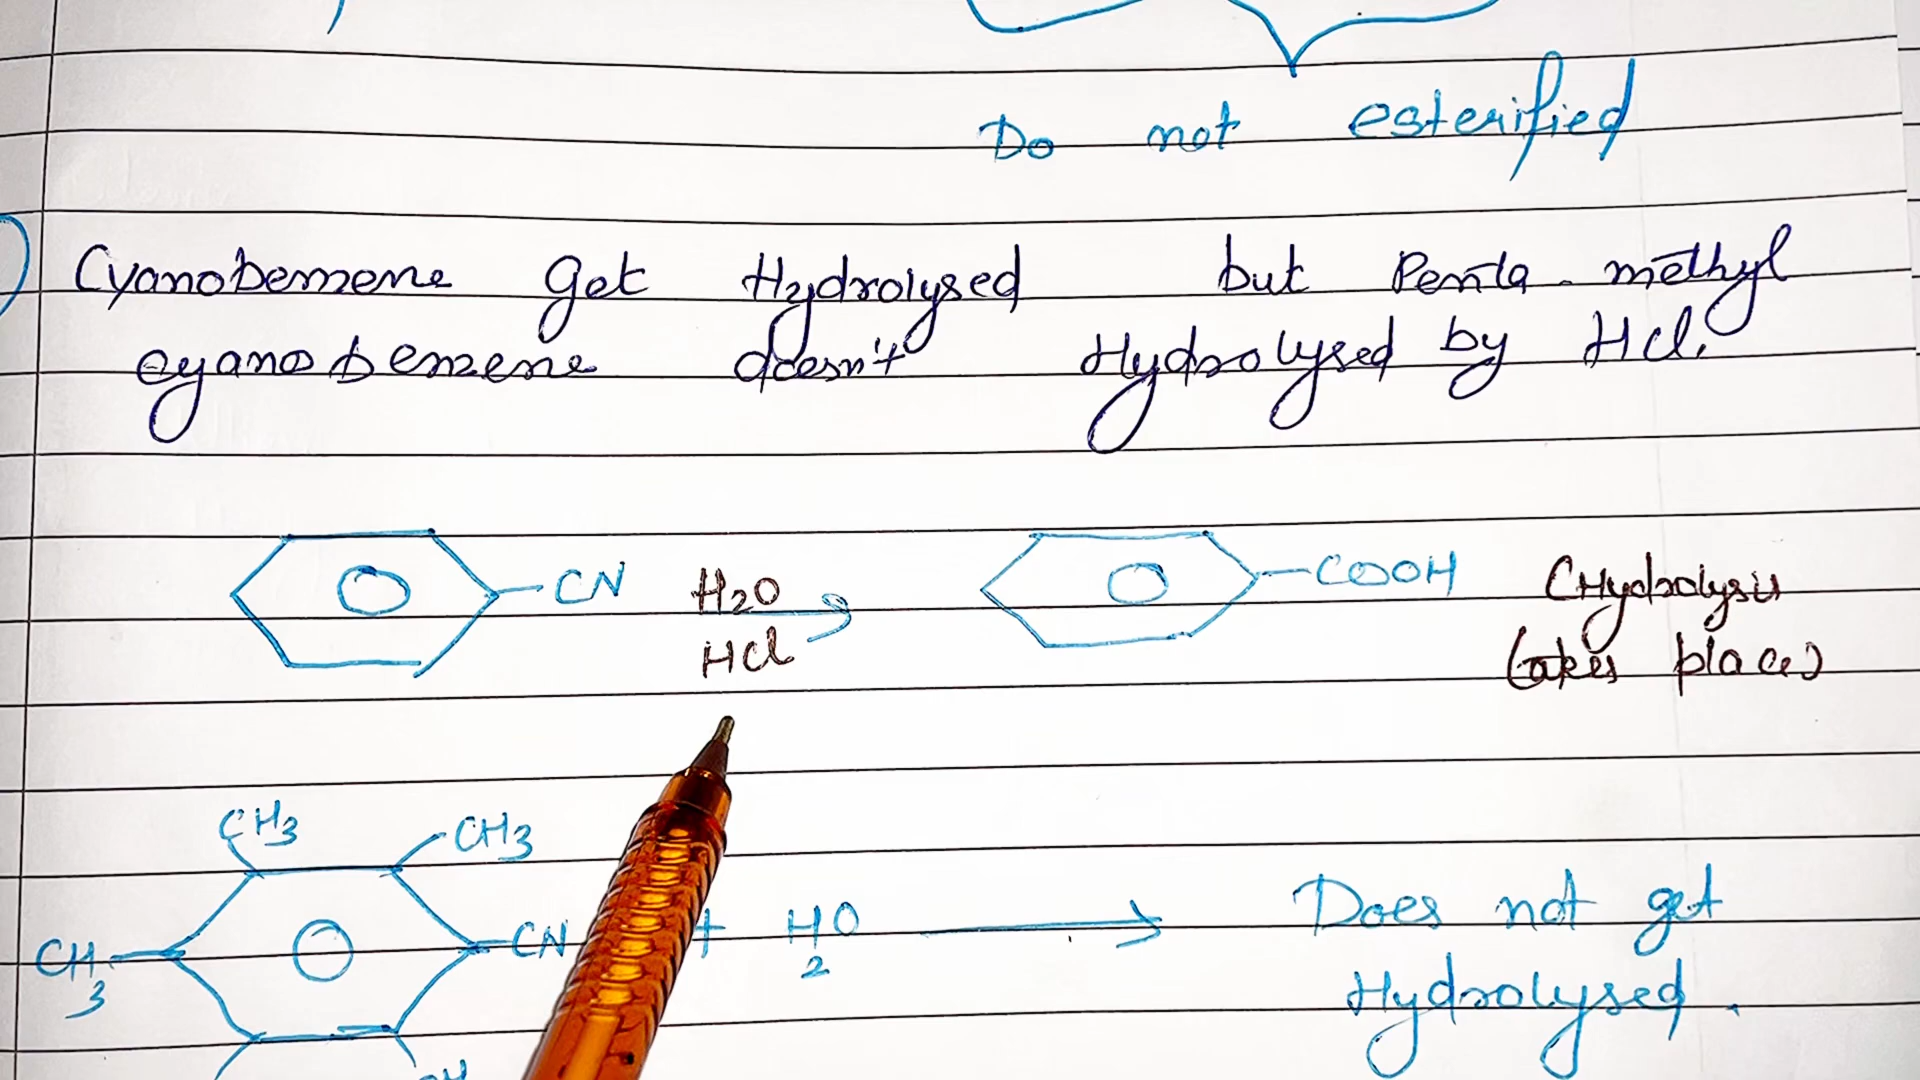 Do not esterified
Cyanobenzene get Hydrolysed but Penta-methyl
cyanobenzene doesn't Hydrolysed by HCl.
CN H2O COOH (Hydrolysis
HCl takes place)
CH3 CH3
CH3 CN + H2O Does not get
Hydrolysed.